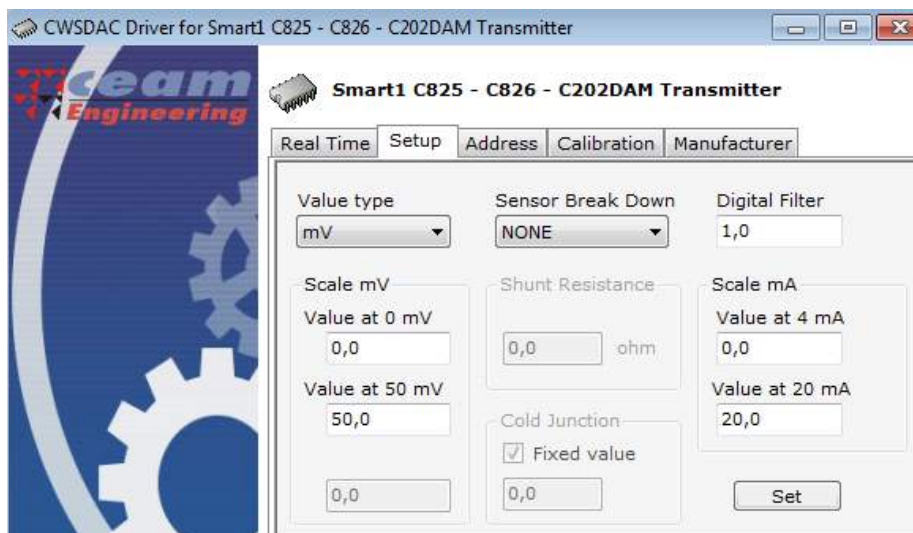 CWSDAC Driver for Smart1 C825 - C826 - C202DAM Transmitter
ceam
Engineering
Smart1 C825 - C826 - C202DAM Transmitter
Real Time Setup Address Calibration Manufacturer
Value type Sensor Break Down Digital Filter
mV NONE 1,0
Scale mV Shunt Resistance Scale mA
Value at 0 mV Value at 4 mA
0,0 0,0 ohm 0,0
Value at 50 mV Value at 20 mA
50,0 Cold Junction 20,0
Fixed value
0,0 0,0 Set